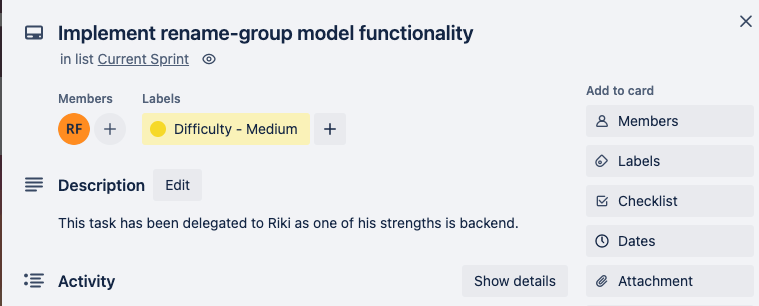 Implement rename-group model functionality
in list Current Sprint
Members
Labels
RF
+
Difficulty - Medium
+
Description
Edit
This task has been delegated to Riki as one of his strengths is backend.
Activity
Show details
Add to card
Members
Labels
Checklist
Dates
Attachment